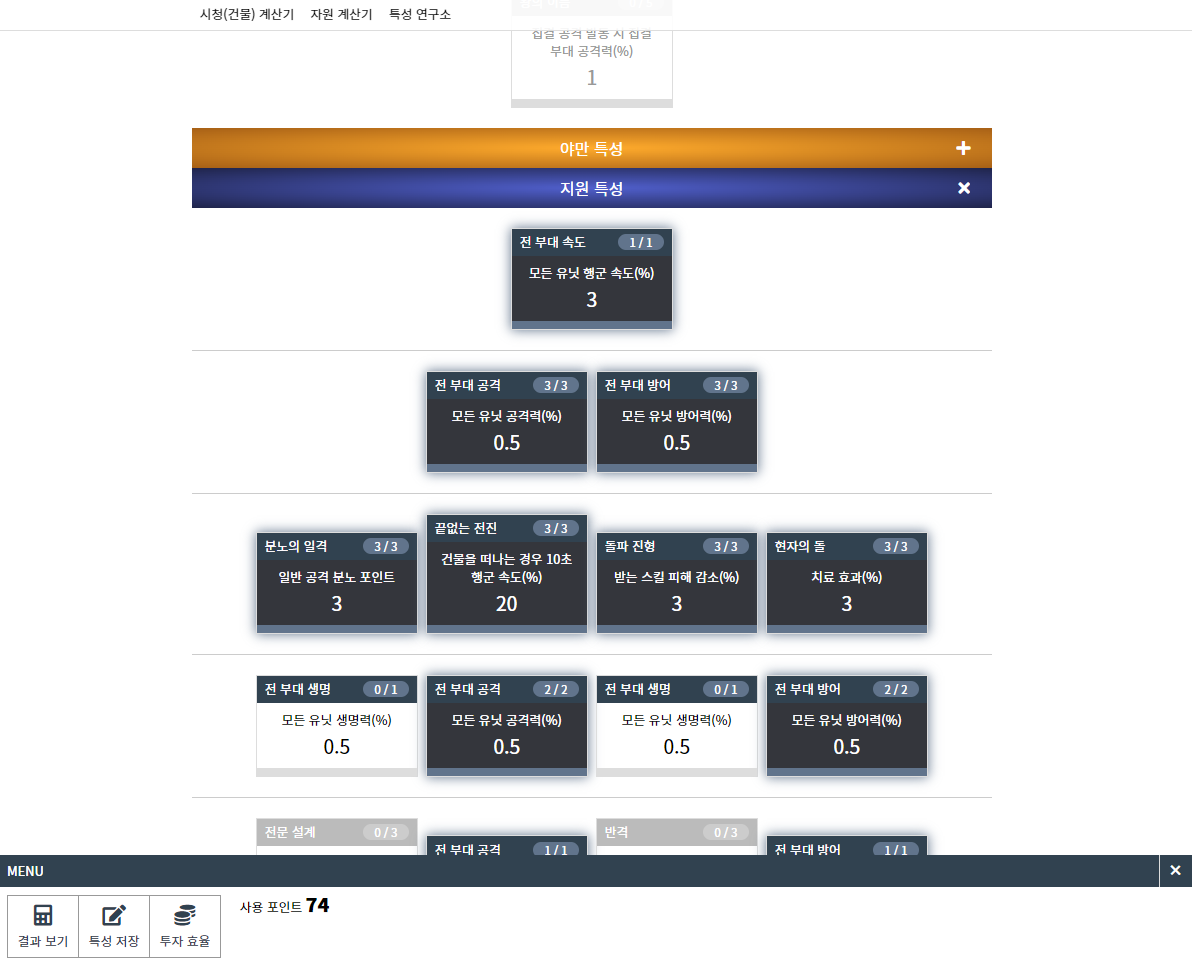 시청(건물) 계산기 자원 계산기 특성 연구소
집결 공격 발동 시 집결
부대 공격력(%)
1
야만 특성
지원 특성
전 부대 속도 1 / 1
모든 유닛 행군 속도(%)
3
전 부대 공격 3 / 3
모든 유닛 공격력(%)
0.5
전 부대 방어 3 / 3
모든 유닛 방어력(%)
0.5
분노의 일격 3 / 3
일반 공격 분노 포인트
3
끝없는 전진 3 / 3
건물을 떠나는 경우 10초
행군 속도(%)
20
돌파 진형 3 / 3
받는 스킬 피해 감소(%)
3
현자의 돌 3 / 3
치료 효과(%)
3
전 부대 생명 0 / 1
모든 유닛 생명력(%)
0.5
전 부대 공격 2 / 2
모든 유닛 공격력(%)
0.5
전 부대 생명 0 / 1
모든 유닛 생명력(%)
0.5
전 부대 방어 2 / 2
모든 유닛 방어력(%)
0.5
전문 설계 0 / 3
전 부대 공격 1 / 1
반격 0 / 3
전 부대 방어 1 / 1
MENU
결과 보기
특성 저장
투자 효율
사용 포인트 74